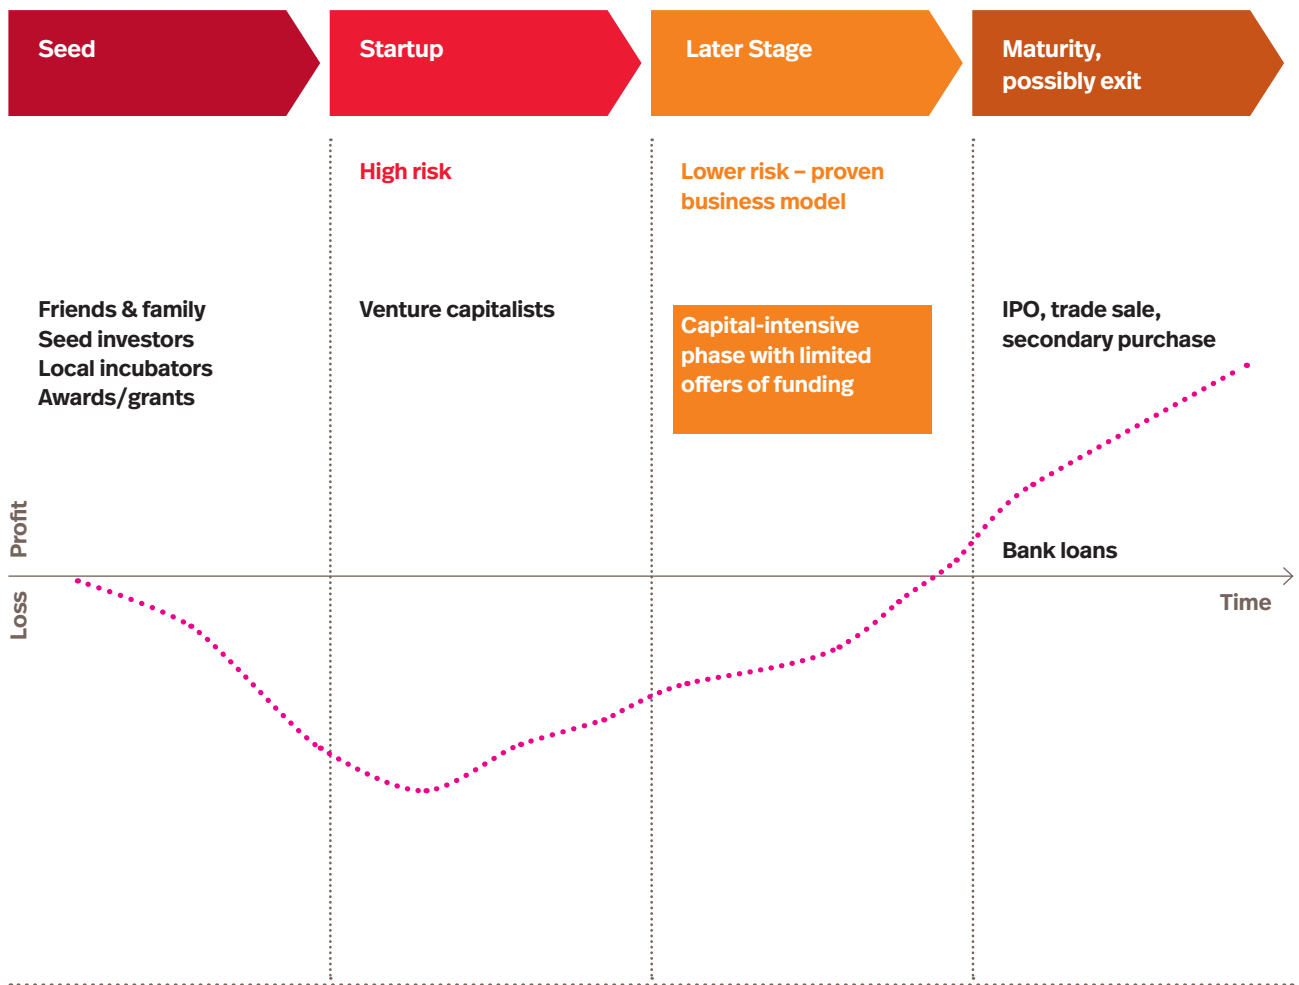 Seed
Startup
Later Stage
Maturity,
possibly exit
High risk
Lower risk – proven
business model
Friends & family
Seed investors
Local incubators
Awards/grants
Venture capitalists
Capital-intensive
phase with limited
offers of funding
IPO, trade sale,
secondary purchase
Profit
Loss
Bank loans
Time